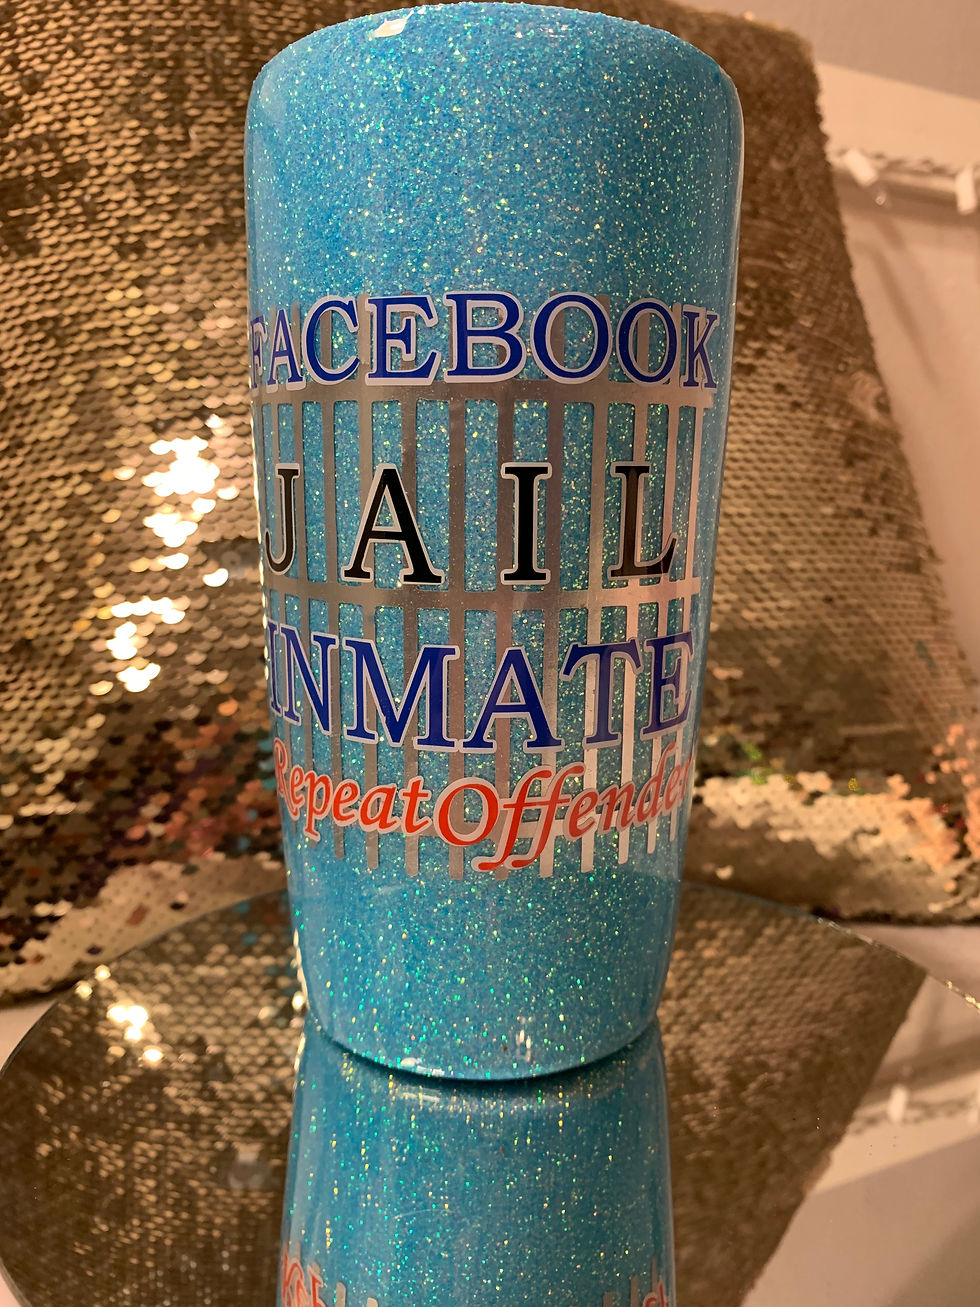 FACEBOOK
JAIL
INMATE
Repeat Offender